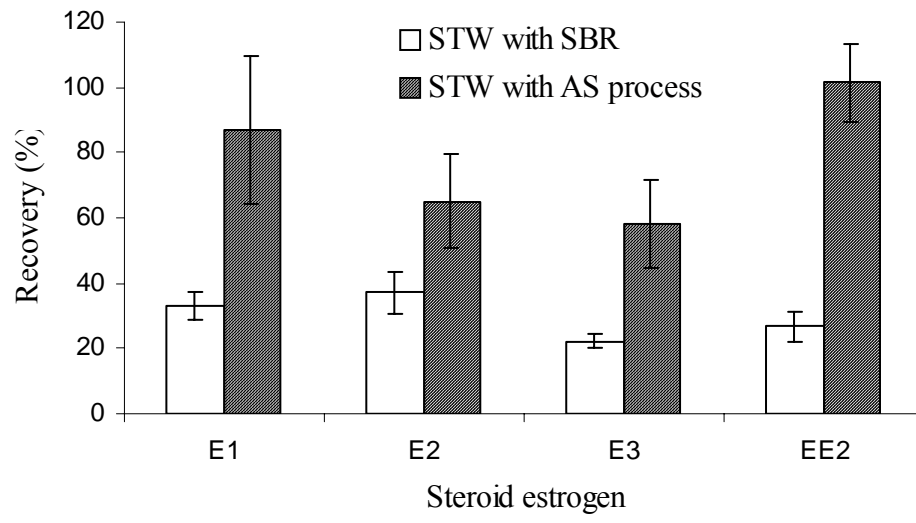 120
100
80
60
40
20
0
Recovery (%)
STW with SBR
STW with AS process
E1 E2 E3 EE2
Steroid estrogen